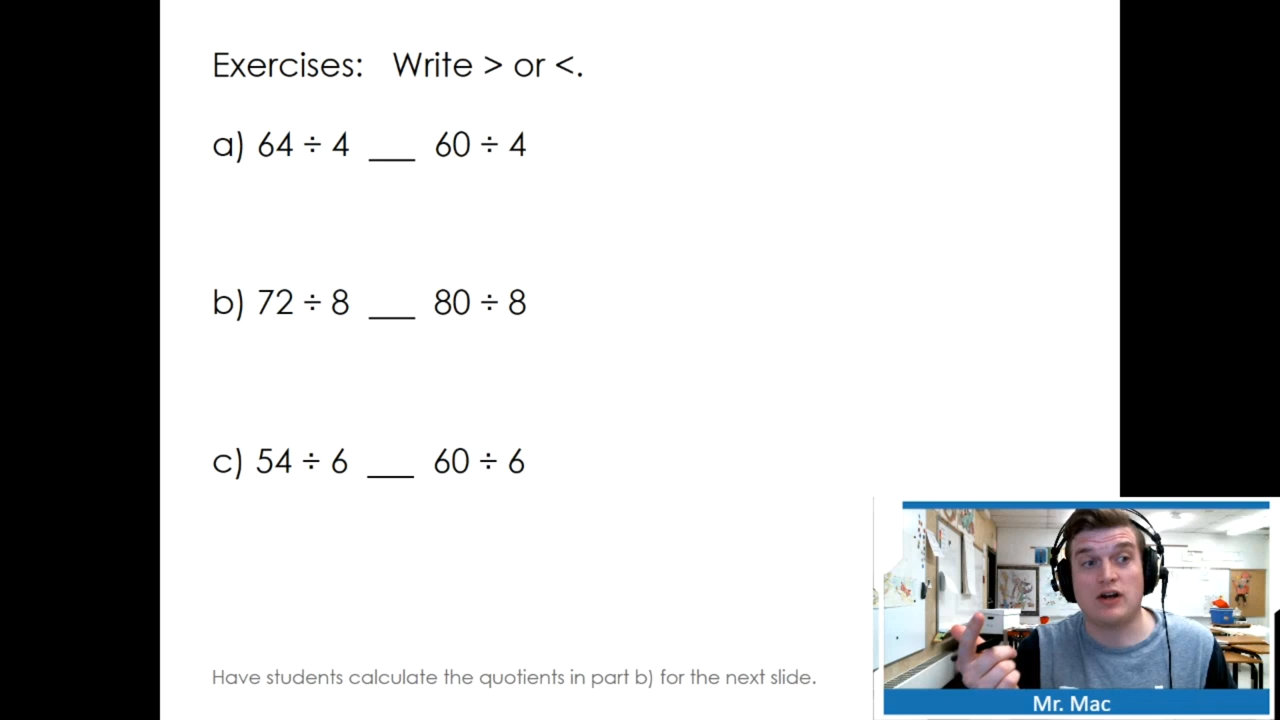 Exercises: Write > or <.
a) 64 ÷ 4 ___ 60 ÷ 4
b) 72 ÷ 8 ___ 80 ÷ 8
c) 54 ÷ 6 ___ 60 ÷ 6
Have students calculate the quotients in part b) for the next slide.
Mr. Mac